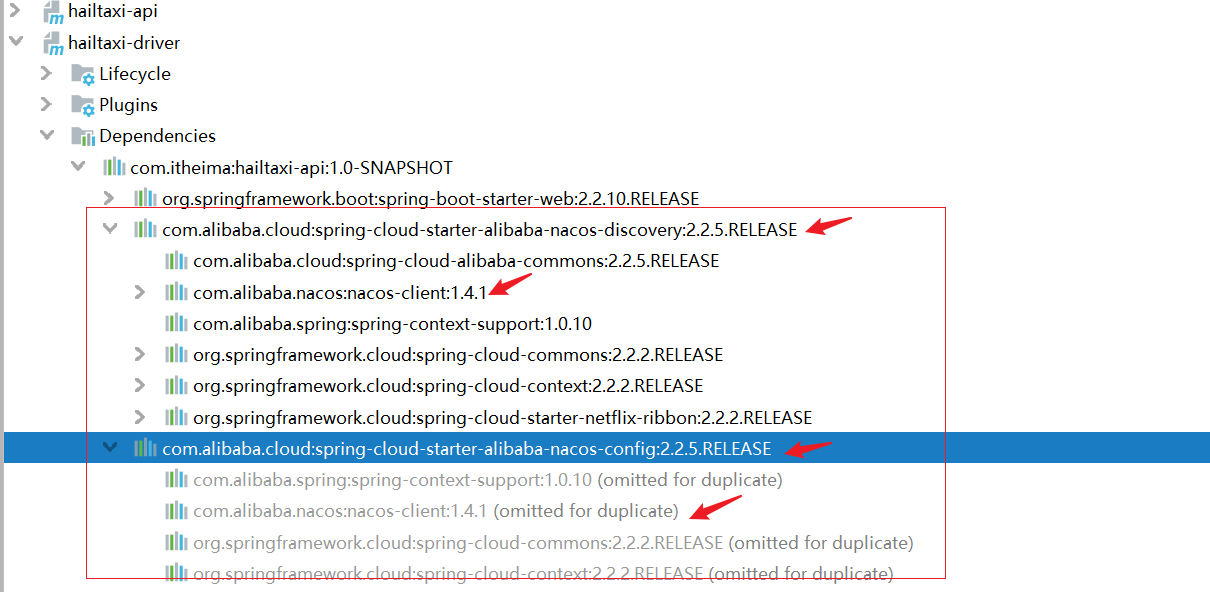 hailtaxi-api
hailtaxi-driver
Lifecycle
Plugins
Dependencies
com.itheima:hailtaxi-api:1.0-SNAPSHOT
org.springframework.boot:spring-boot-starter-web:2.2.10.RELEASE
com.alibaba.cloud:spring-cloud-starter-alibaba-nacos-discovery:2.2.5.RELEASE
com.alibaba.cloud:spring-cloud-alibaba-commons:2.2.5.RELEASE
com.alibaba.nacos:nacos-client:1.4.1
com.alibaba.spring:spring-context-support:1.0.10
org.springframework.cloud:spring-cloud-commons:2.2.2.RELEASE
org.springframework.cloud:spring-cloud-context:2.2.2.RELEASE
org.springframework.cloud:spring-cloud-starter-netflix-ribbon:2.2.2.RELEASE
com.alibaba.cloud:spring-cloud-starter-alibaba-nacos-config:2.2.5.RELEASE
com.alibaba.spring:spring-context-support:1.0.10 (omitted for duplicate)
com.alibaba.nacos:nacos-client:1.4.1 (omitted for duplicate)
org.springframework.cloud:spring-cloud-commons:2.2.2.RELEASE (omitted for duplicate)
org.springframework.cloud:spring-cloud-context:2.2.2.RELEASE (omitted for duplicate)